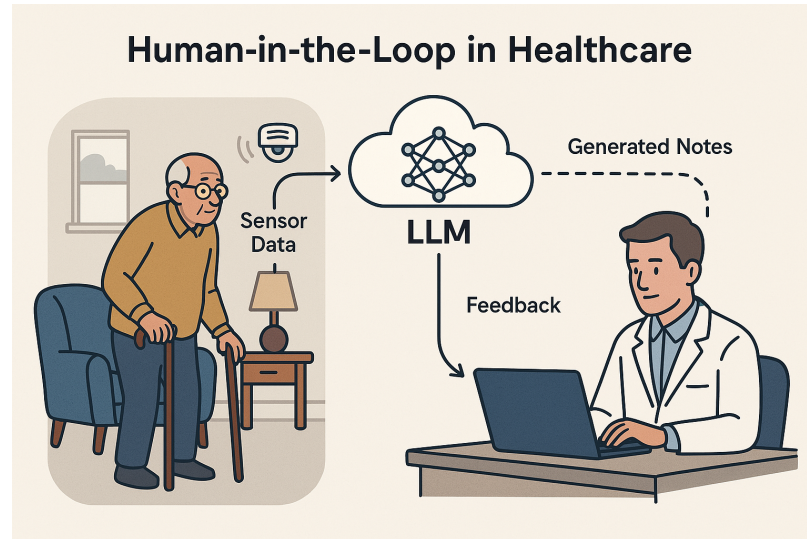 Human-in-the-Loop in Healthcare
Generated Notes
Sensor
Data
LLM
Feedback